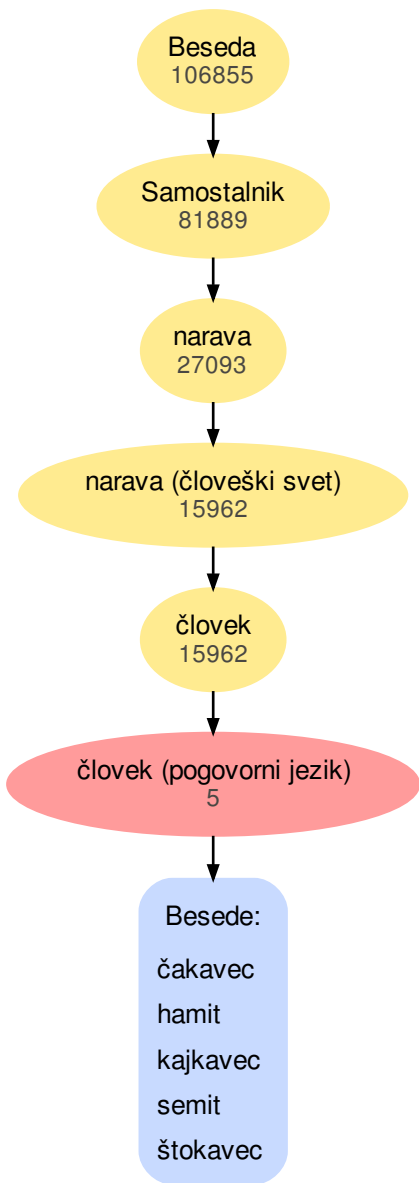 Beseda
106855
Samostalnik
81889
narava
27093
narava (človeški svet)
15962
človek
15962
človek (pogovorni jezik)
5
Besede:
čakavec
hamit
kajkavec
semit
štokavec